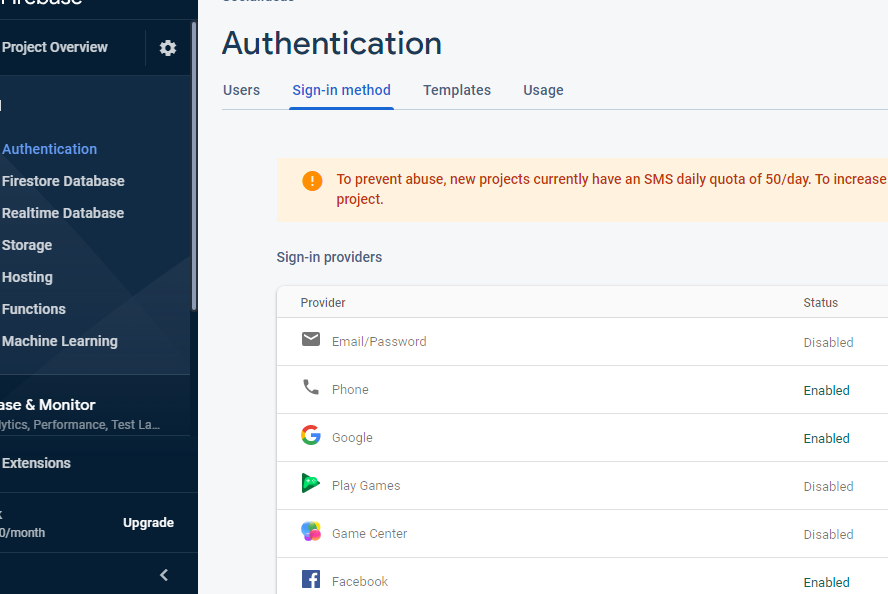 Project Overview
Authentication
Firestore Database
Realtime Database
Storage
Hosting
Functions
Machine Learning
ase & Monitor
lytics, Performance, Test La...
Extensions
0/month
Upgrade
Authentication
Users Sign-in method Templates Usage
To prevent abuse, new projects currently have an SMS daily quota of 50/day. To increase
project.
Sign-in providers
Provider Status
Email/Password Disabled
Phone Enabled
Google Enabled
Play Games Disabled
Game Center Disabled
Facebook Enabled